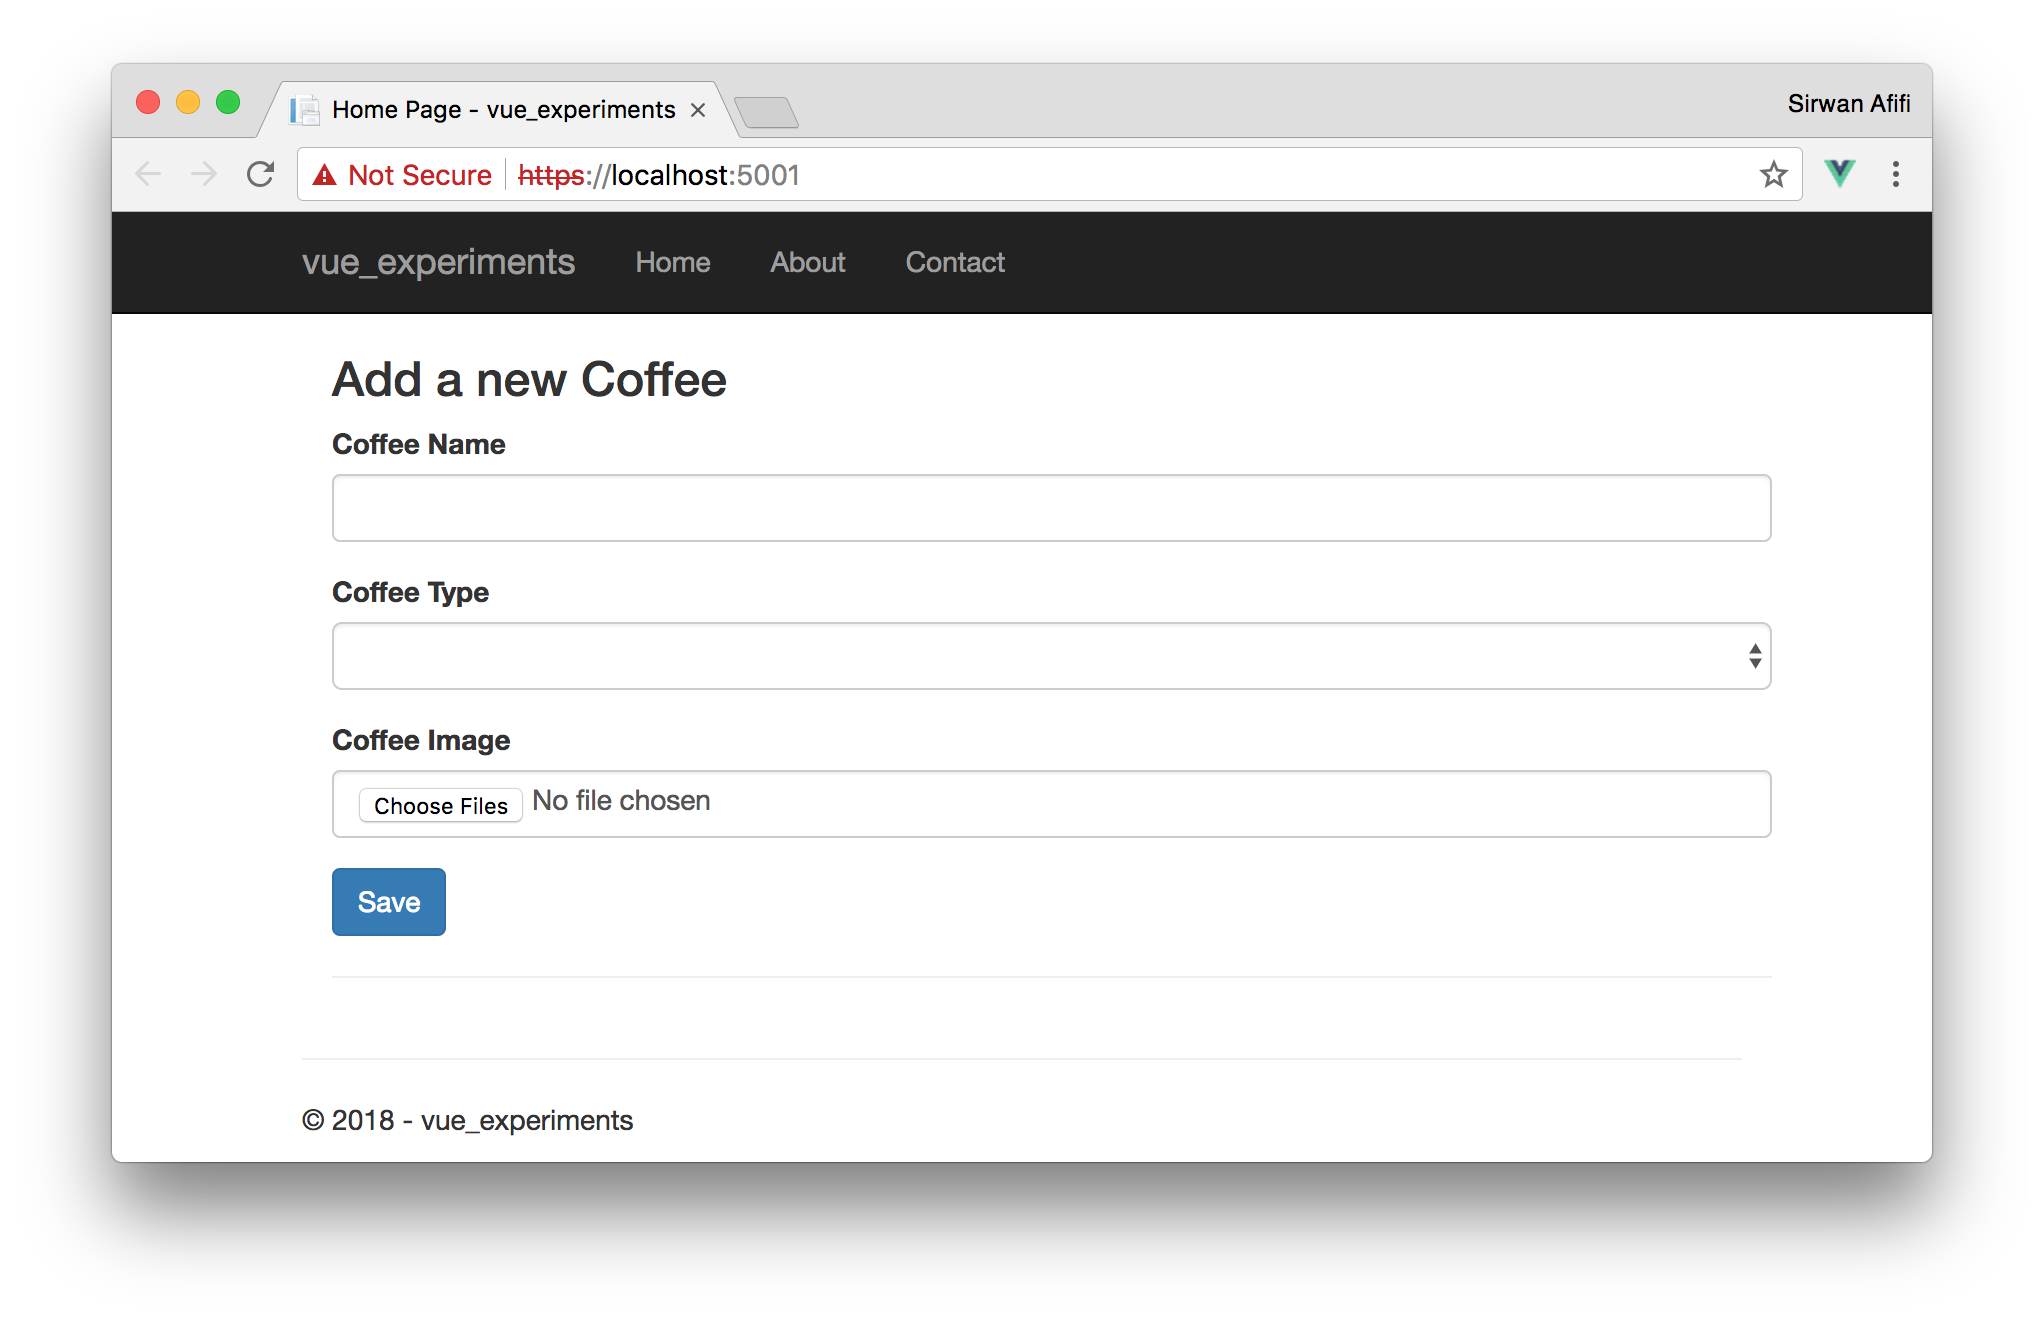 Home Page - vue_experiments
Sirwan Afifi
Not Secure https://localhost:5001
vue_experiments Home About Contact
Add a new Coffee
Coffee Name
Coffee Type
Coffee Image
Choose Files No file chosen
Save
© 2018 - vue_experiments